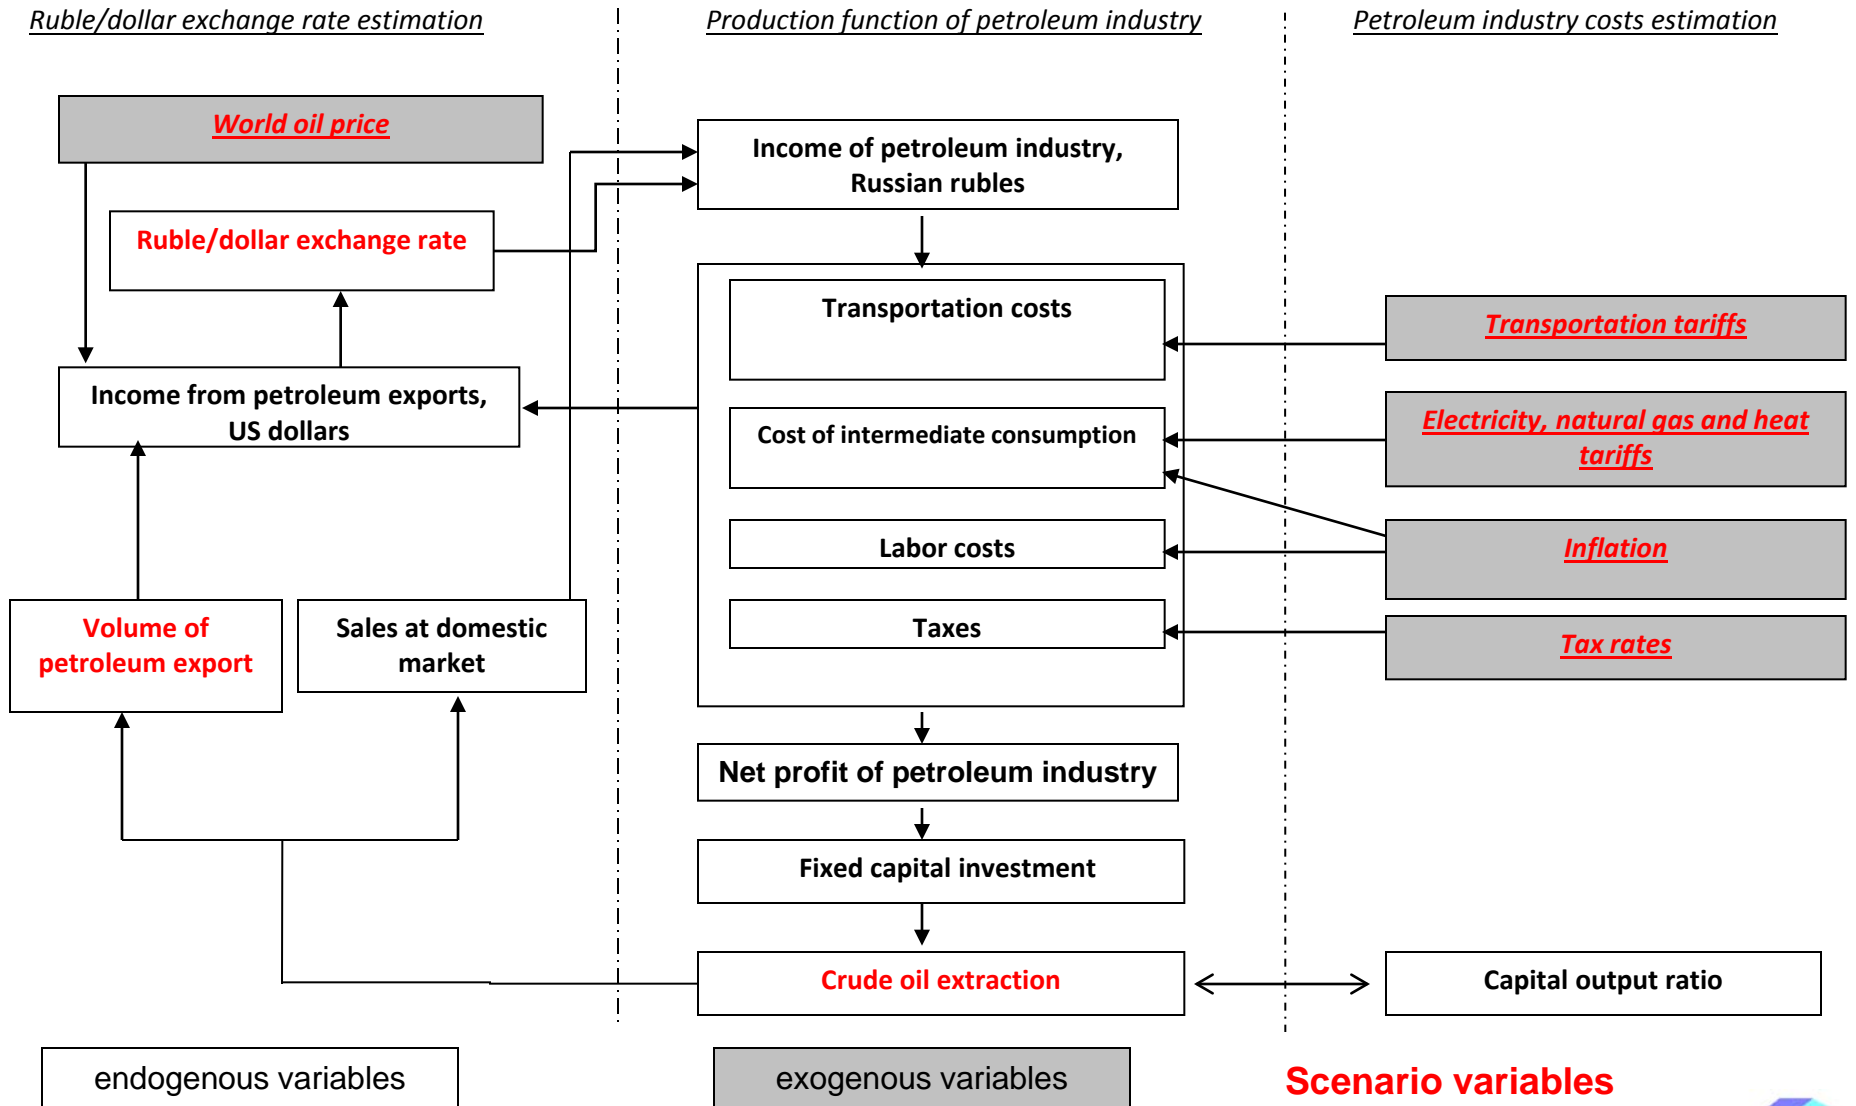 Ruble/dollar exchange rate estimation
Production function of petroleum industry
Petroleum industry costs estimation
World oil price
Ruble/dollar exchange rate
Income from petroleum exports,
US dollars
Volume of
petroleum export
Sales at domestic
market
Income of petroleum industry,
Russian rubles
Transportation costs
Cost of intermediate consumption
Labor costs
Taxes
Net profit of petroleum industry
Fixed capital investment
Crude oil extraction
Transportation tariffs
Electricity, natural gas and heat
tariffs
Inflation
Tax rates
Capital output ratio
endogenous variables
exogenous variables
Scenario variables